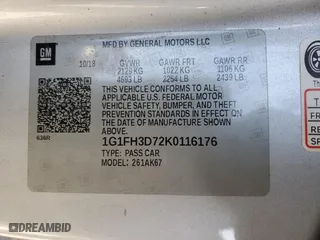 GM
MFD BY GENERAL MOTORS LLC
10/18 GVWR GAWR FRT GAWR RR
2129 KG 1022 KG 1106 KG
4693 LB 2254 LB 2439 LB
THIS VEHICLE CONFORMS TO ALL
APPLICABLE U.S. FEDERAL MOTOR
VEHICLE SAFETY, BUMPER, AND THEFT
PREVENTION STANDARDS IN EFFECT ON THE
DATE OF MANUFACTURE SHOWN ABOVE.
1G1FH3D72K0116176
TYPE: PASS CAR
MODEL: 261AK67
DREAMBID